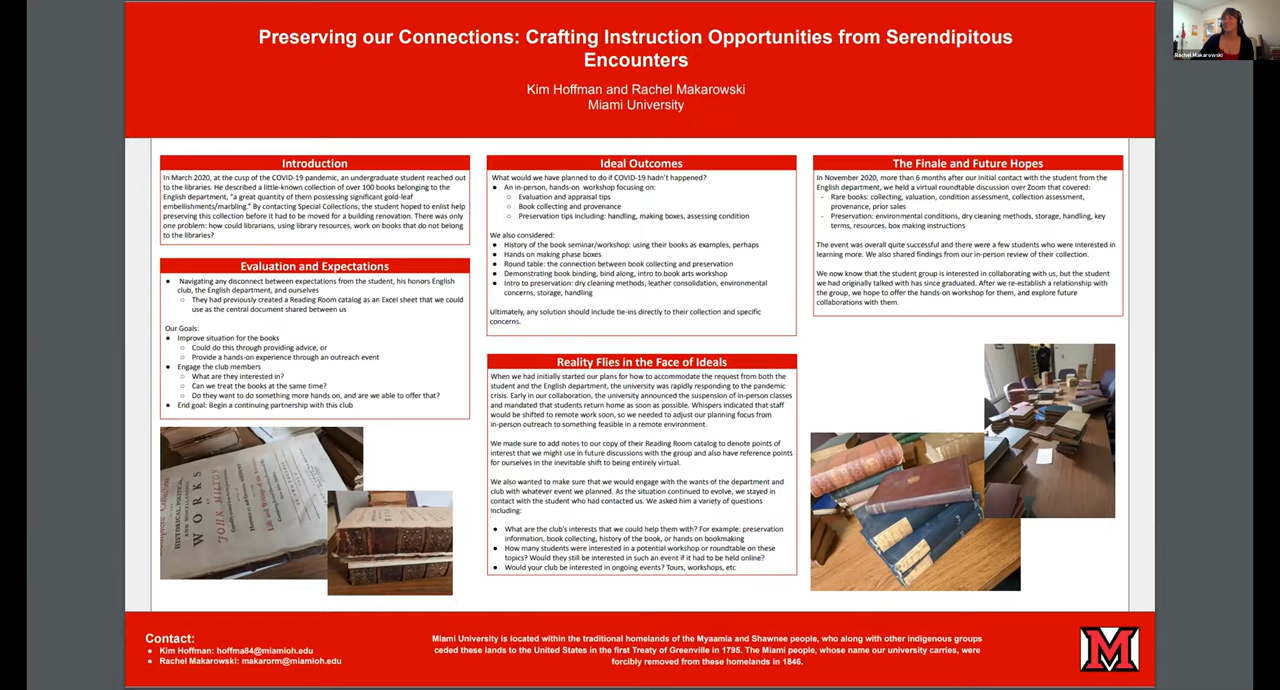 Preserving our Connections: Crafting Instruction Opportunities from Serendipitous
Encounters
Kim Hoffman and Rachel Makarowski
Miami University
Rachel Makarowski
Introduction
In March 2020, at the cusp of the COVID-19 pandemic, an undergraduate student reached out
to the libraries. He described a little-known collection of over 100 books belonging to the
English department, "a great quantity of them possessing significant gold-leaf
embellishments/marbling." By contacting Special Collections, the student hoped to enlist help
preserving this collection before it had to be moved for a building renovation. There was only
one problem: how could librarians, using library resources, work on books that do not belong
to the libraries?
Evaluation and Expectations
● Navigating any disconnect between expectations from the student, his honors English
club, the English department, and ourselves
○ They had previously created a Reading Room catalog as an Excel sheet that we could
use as the central document shared between us
Our Goals:
● Improve situation for the books
○ Could do this through providing advice, or
○ Provide a hands-on experience through an outreach event
● Engage the club members
○ What are they interested in?
○ Can we treat the books at the same time?
○ Do they want to do something more hands on, and are we able to offer that?
● End goal: Begin a continuing partnership with this club
HISTORICAL, POLITICAL,
WORKS
JOHN MILTON
Ideal Outcomes
What would we have planned to do if COVID-19 hadn't happened?
● An in-person, hands-on workshop focusing on:
○ Evaluation and appraisal tips
○ Book collecting and provenance
○ Preservation tips including: handling, making boxes, assessing condition
We also considered:
● History of the book seminar/workshop: using their books as examples, perhaps
● Hands on making phase boxes
● Round table: the connection between book collecting and preservation
● Demonstrating book binding, bind along, intro to book arts workshop
● Intro to preservation: dry cleaning methods, leather consolidation, environmental
concerns, storage, handling
Ultimately, any solution should include tie-ins directly to their collection and specific
concerns.
Reality Flies in the Face of Ideals
When we had initially started our plans for how to accommodate the request from both the
student and the English department, the university was rapidly responding to the pandemic
crisis. Early in our collaboration, the university announced the suspension of in-person classes
and mandated that students return home as soon as possible. Whispers indicated that staff
would be shifted to remote work soon, so we needed to adjust our planning focus from
in-person outreach to something feasible in a remote environment.
We made sure to add notes to our copy of their Reading Room catalog to denote points of
interest that we might use in future discussions with the group and also have reference points
for ourselves in the inevitable shift to being entirely virtual.
We also wanted to make sure that we would engage with the wants of the department and
club with whatever event we planned. As the situation continued to evolve, we stayed in
contact with the student who had contacted us. We asked him a variety of questions
including:
● What are the club's interests that we could help them with? For example: preservation
information, book collecting, history of the book, or hands on bookmaking
● How many students were interested in a potential workshop or roundtable on these
topics? Would they still be interested in such an event if it had to be held online?
● Would your club be interested in ongoing events? Tours, workshops, etc
The Finale and Future Hopes
In November 2020, more than 6 months after our initial contact with the student from the
English department, we held a virtual roundtable discussion over Zoom that covered:
- Rare books: collecting, valuation, condition assessment, collection assessment,
provenance, prior sales
- Preservation: environmental conditions, dry cleaning methods, storage, handling, key
terms, resources, box making instructions
The event was overall quite successful and there were a few students who were interested in
learning more. We also shared findings from our in-person review of their collection.
We now know that the student group is interested in collaborating with us, but the student
we had originally talked with has since graduated. After we re-establish a relationship with
the group, we hope to offer the hands-on workshop for them, and explore future
collaborations with them.
Contact:
● Kim Hoffman: hoffma84@miamioh.edu
● Rachel Makarowski: makarorm@miamioh.edu
Miami University is located within the traditional homelands of the Myaamia and Shawnee people, who along with other indigenous groups
ceded these lands to the United States in the first Treaty of Greenville in 1795. The Miami people, whose name our university carries, were
forcibly removed from these homelands in 1846.
M